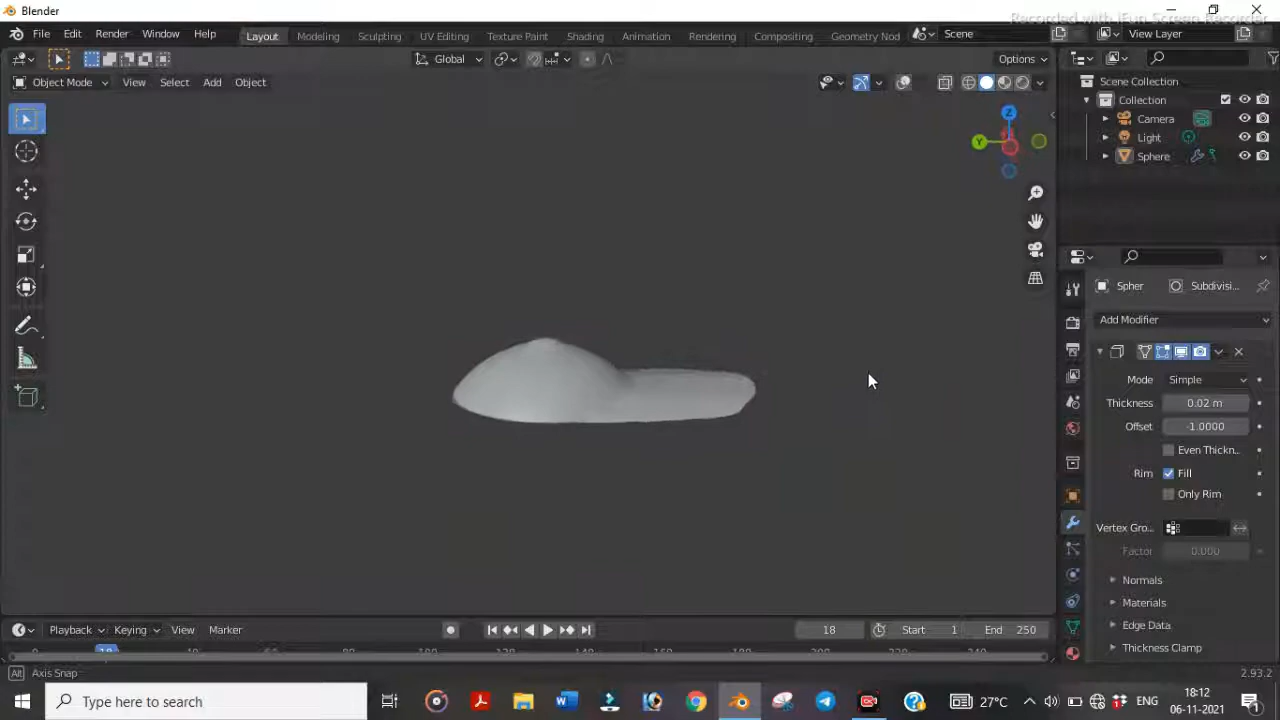 Blender
Recorded with iFun Screen Recorder
File Edit Render Window Help Layout Modeling Sculpting UV Editing Texture Paint Shading Animation Rendering Compositing Geometry Nod Scene View Layer
Global Options
Object Mode View Select Add Object
Scene Collection
Collection
Camera
Light
Sphere
Z
Y
Spher Subdivisi...
Add Modifier
Mode Simple
Thickness 0.02 m
Offset -1.0000
Even Thickn...
Rim Fill
Only Rim
Vertex Gro...
Factor 0.000
Normals
Materials
Edge Data
Thickness Clamp
Playback Keying View Marker 18 Start 1 End 250
Alt Axis Snap 2.93.2
Type here to search 27°C ENG 18:12
06-11-2021